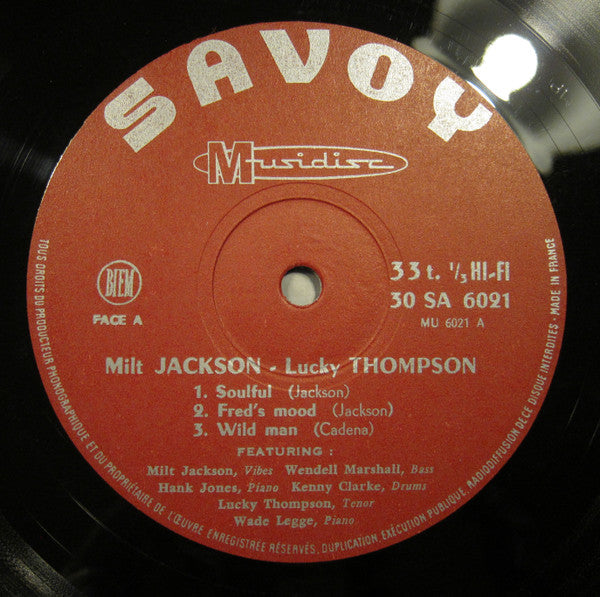 SAVOY
Musidisc
BIEM
FACE A
33 t. 1/3 HI-FI
30 SA 6021
MU 6021 A
Milt JACKSON - Lucky THOMPSON
1. Soulful (Jackson)
2. Fred's mood (Jackson)
3. Wild man (Cadena)
FEATURING :
Milt Jackson, Vibes Wendell Marshall, Bass
Hank Jones, Piano Kenny Clarke, Drums
Lucky Thompson, Tenor
Wade Legge, Piano
TOUS DROITS DU PRODUCTEUR PHONOGRAPHIQUE ET DU PROPRIÉTAIRE DE L'ŒUVRE ENREGISTRÉE RÉSERVÉS, DUPLICATION, EXÉCUTION PUBLIQUE, RADIODIFFUSION DE CE DISQUE INTERDITES - MADE IN FRANCE